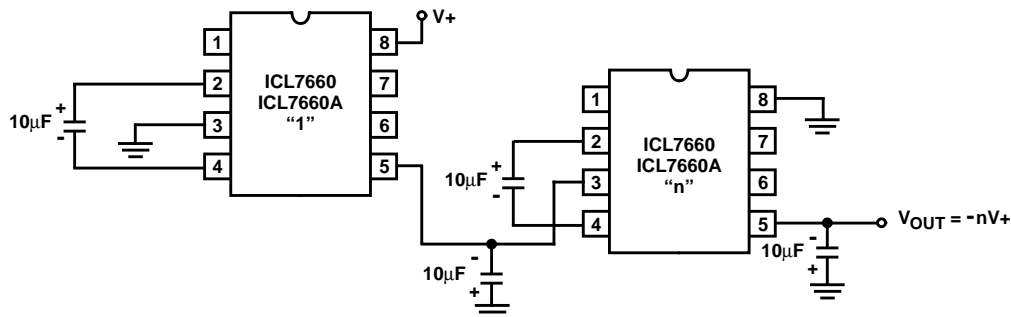 V+
1
2
3
4
8
7
6
5
ICL7660
ICL7660A
“1”
+
10µF
-
1
2
3
4
8
7
6
5
ICL7660
ICL7660A
“n”
+
10µF
-
-
10µF
+
VOUT = -nV+
-
10µF
+